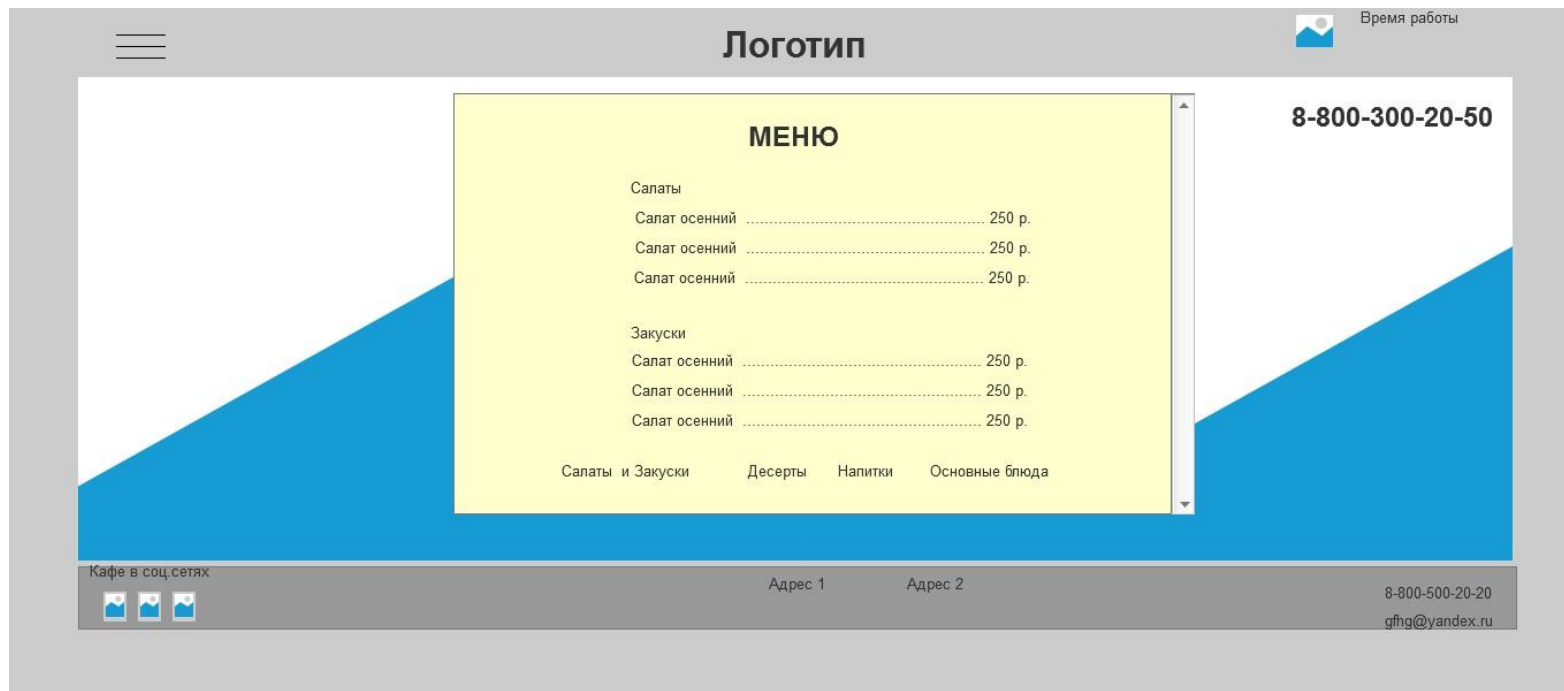 Время работы
Логотип
8-800-300-20-50
МЕНЮ
Салаты
Салат осенний ........................................................ 250 р.
Салат осенний ........................................................ 250 р.
Салат осенний ........................................................ 250 р.
Закуски
Салат осенний ........................................................ 250 р.
Салат осенний ........................................................ 250 р.
Салат осенний ........................................................ 250 р.
Салаты и Закуски Десерты Напитки Основные блюда
Кафе в соц.сетях
Адрес 1 Адрес 2
8-800-500-20-20
gfhg@yandex.ru